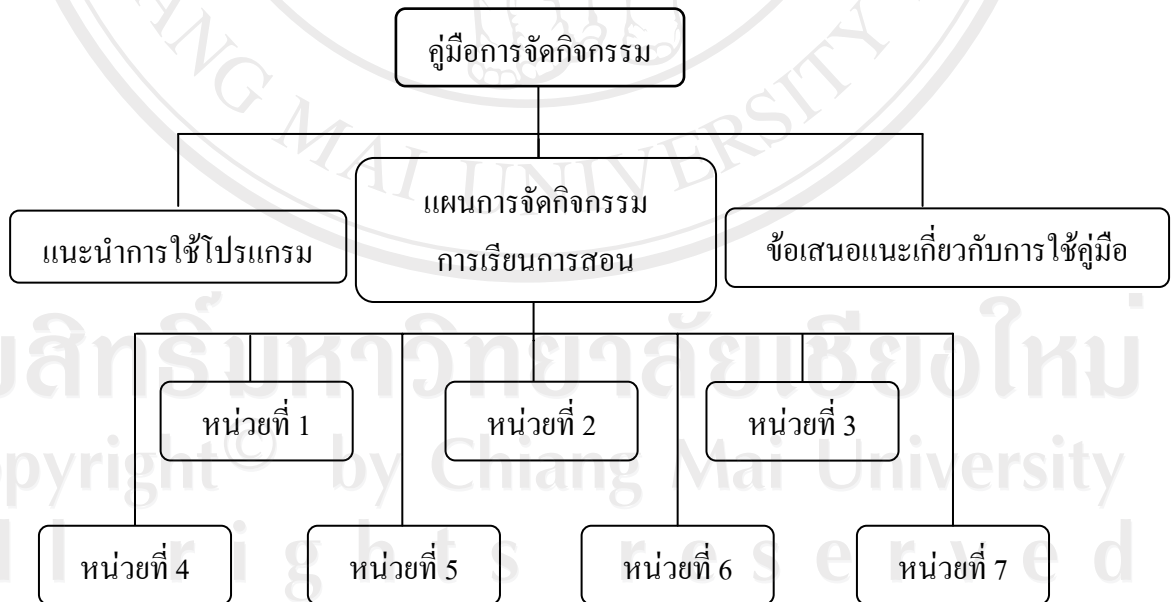 คู่มือการจัดกิจกรรม
แนะนำการใช้โปรแกรม
แผนการจัดกิจกรรม
การเรียนการสอน
ข้อเสนอแนะเกี่ยวกับการใช้คู่มือ
หน่วยที่ 1
หน่วยที่ 2
หน่วยที่ 3
หน่วยที่ 4
หน่วยที่ 5
หน่วยที่ 6
หน่วยที่ 7
ANG MAI UNIVERSITY
สิทธิ์มหาวิทยาลัยเชียงใหม่
opyright© by Chiang Mai University
ll rights reserved